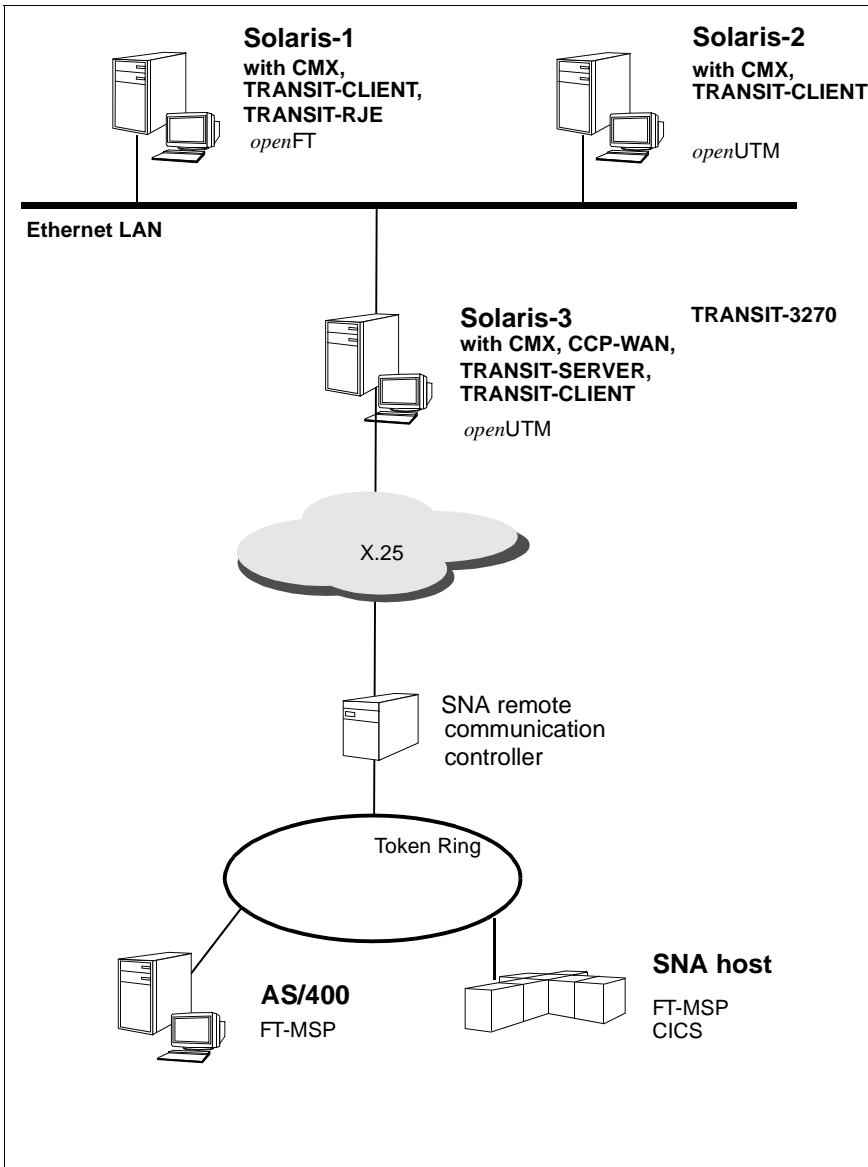 Solaris-1
with CMX,
TRANSIT-CLIENT,
TRANSIT-RJE
openFT
Solaris-2
with CMX,
TRANSIT-CLIENT
openUTM
Ethernet LAN
Solaris-3
with CMX, CCP-WAN,
TRANSIT-SERVER,
TRANSIT-CLIENT
openUTM
TRANSIT-3270
X.25
SNA remote
communication
controller
Token Ring
AS/400
FT-MSP
SNA host
FT-MSP
CICS